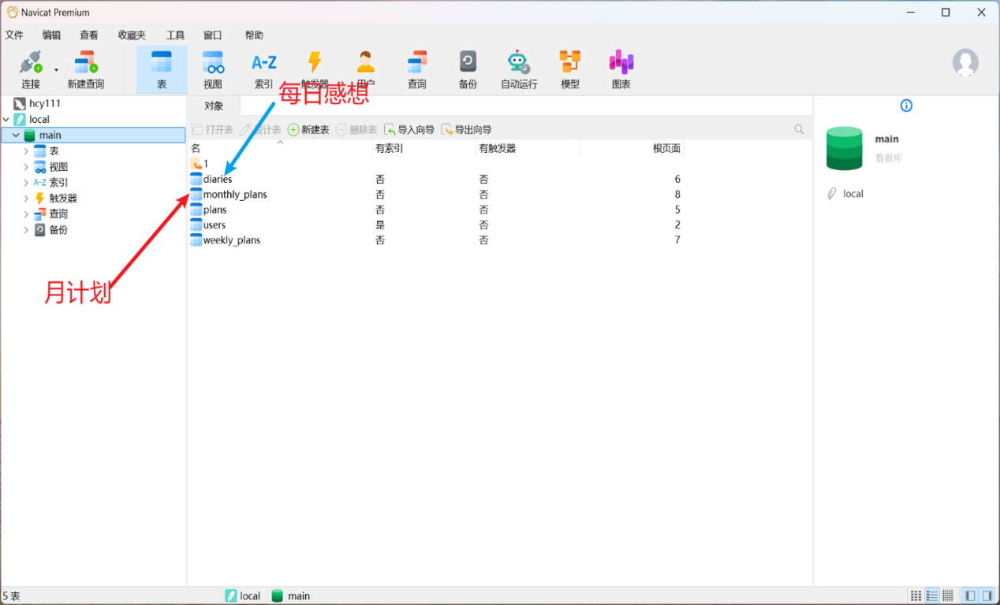 Navicat Premium
文件 编辑 查看 收藏夹 工具 窗口 帮助
连接 新建查询 表 视图 索引 触发器 用户 查询 备份 自动运行 模型 图表
每日感想
hcy111
local
main
表
视图
A-Z 索引
触发器
查询
备份
月计划
对象
打开表 设计表 新建表 删除表 导入向导 导出向导
名 有索引 有触发器 根页面
1
diaries 否 否 6
monthly_plans 否 否 8
plans 否 否 5
users 是 否 2
weekly_plans 否 否 7
main
数据库
local
5 表 local main